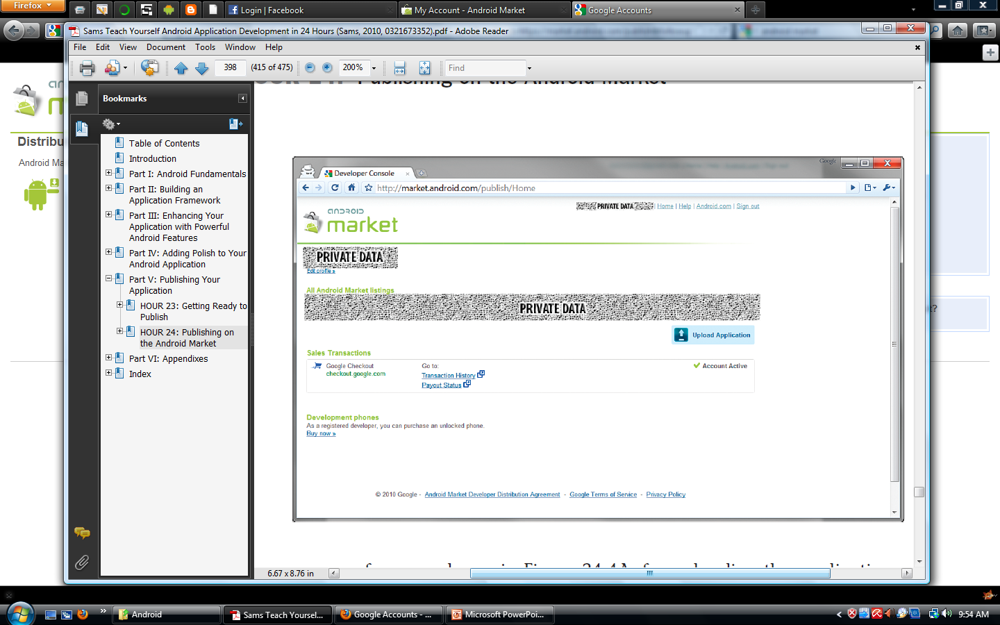 Firefox
Login | Facebook
My Account - Android Market
Google Accounts
Sams Teach Yourself Android Application Development in 24 Hours (Sams, 2010, 0321673352).pdf - Adobe Reader
File Edit View Document Tools Window Help
398 (415 of 475) 200% Find
Publishing on the Android Market
Bookmarks
Table of Contents
Introduction
Part I: Android Fundamentals
Part II: Building an
Application Framework
Part III: Enhancing Your
Application with Powerful
Android Features
Part IV: Adding Polish to Your
Android Application
Part V: Publishing Your
Application
HOUR 23: Getting Ready to
Publish
HOUR 24: Publishing on
the Android Market
Part VI: Appendixes
Index
Distribu
Android Ma
Developer Console
Google
http://market.android.com/publish/Home
PRIVATE DATA | Home | Help | Android.com | Sign out
android
market
PRIVATE DATA
Edit profile »
All Android Market listings
PRIVATE DATA
Upload Application
Sales Transactions
Google Checkout
checkout.google.com
Go to:
Transaction History
Payout Status
Account Active
Development phones
As a registered developer, you can purchase an unlocked phone.
Buy now »
© 2010 Google - Android Market Developer Distribution Agreement - Google Terms of Service - Privacy Policy
6.67 x 8.76 in
Android
Sams Teach Yoursel...
Google Accounts - ...
Microsoft PowerPoi...
9:54 AM